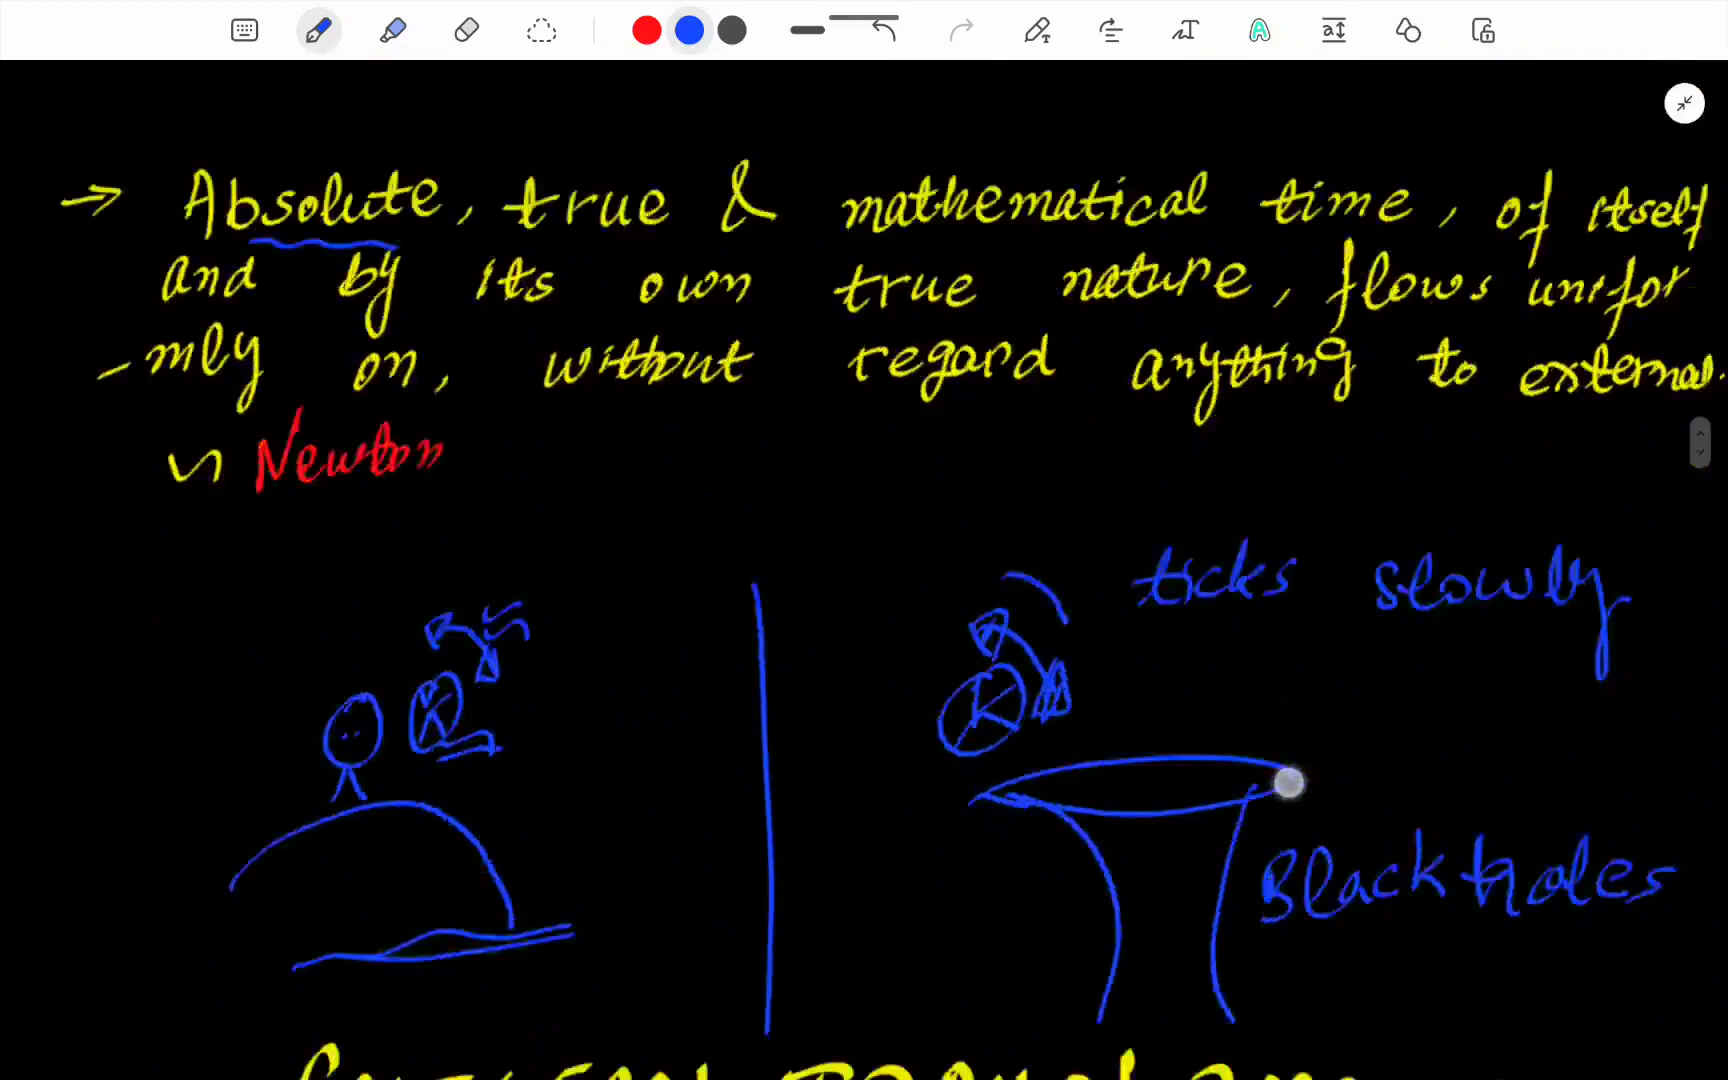 → Absolute, true & mathematical time, of itself
and by its own true nature, flows unifor
-mly on, without regard anything to external.
Newton
ticks slowly
Black holes